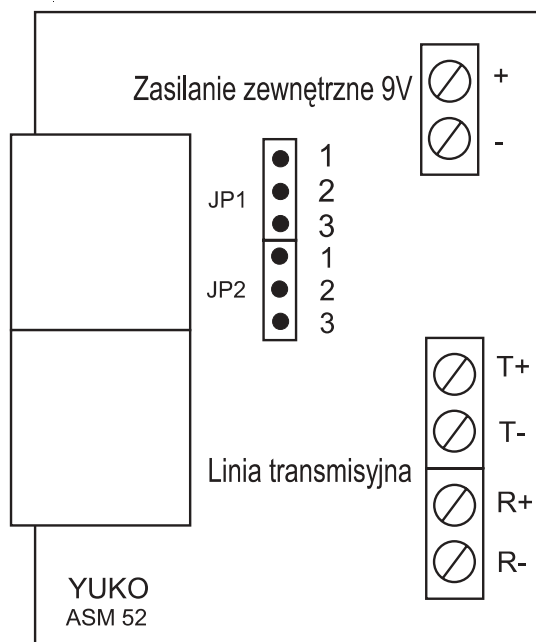 Zasilanie zewnętrzne 9V
+
-
JP1
1
2
3
JP2
1
2
3
T+
T-
Linia transmisyjna
R+
R-
YUKO
ASM 52